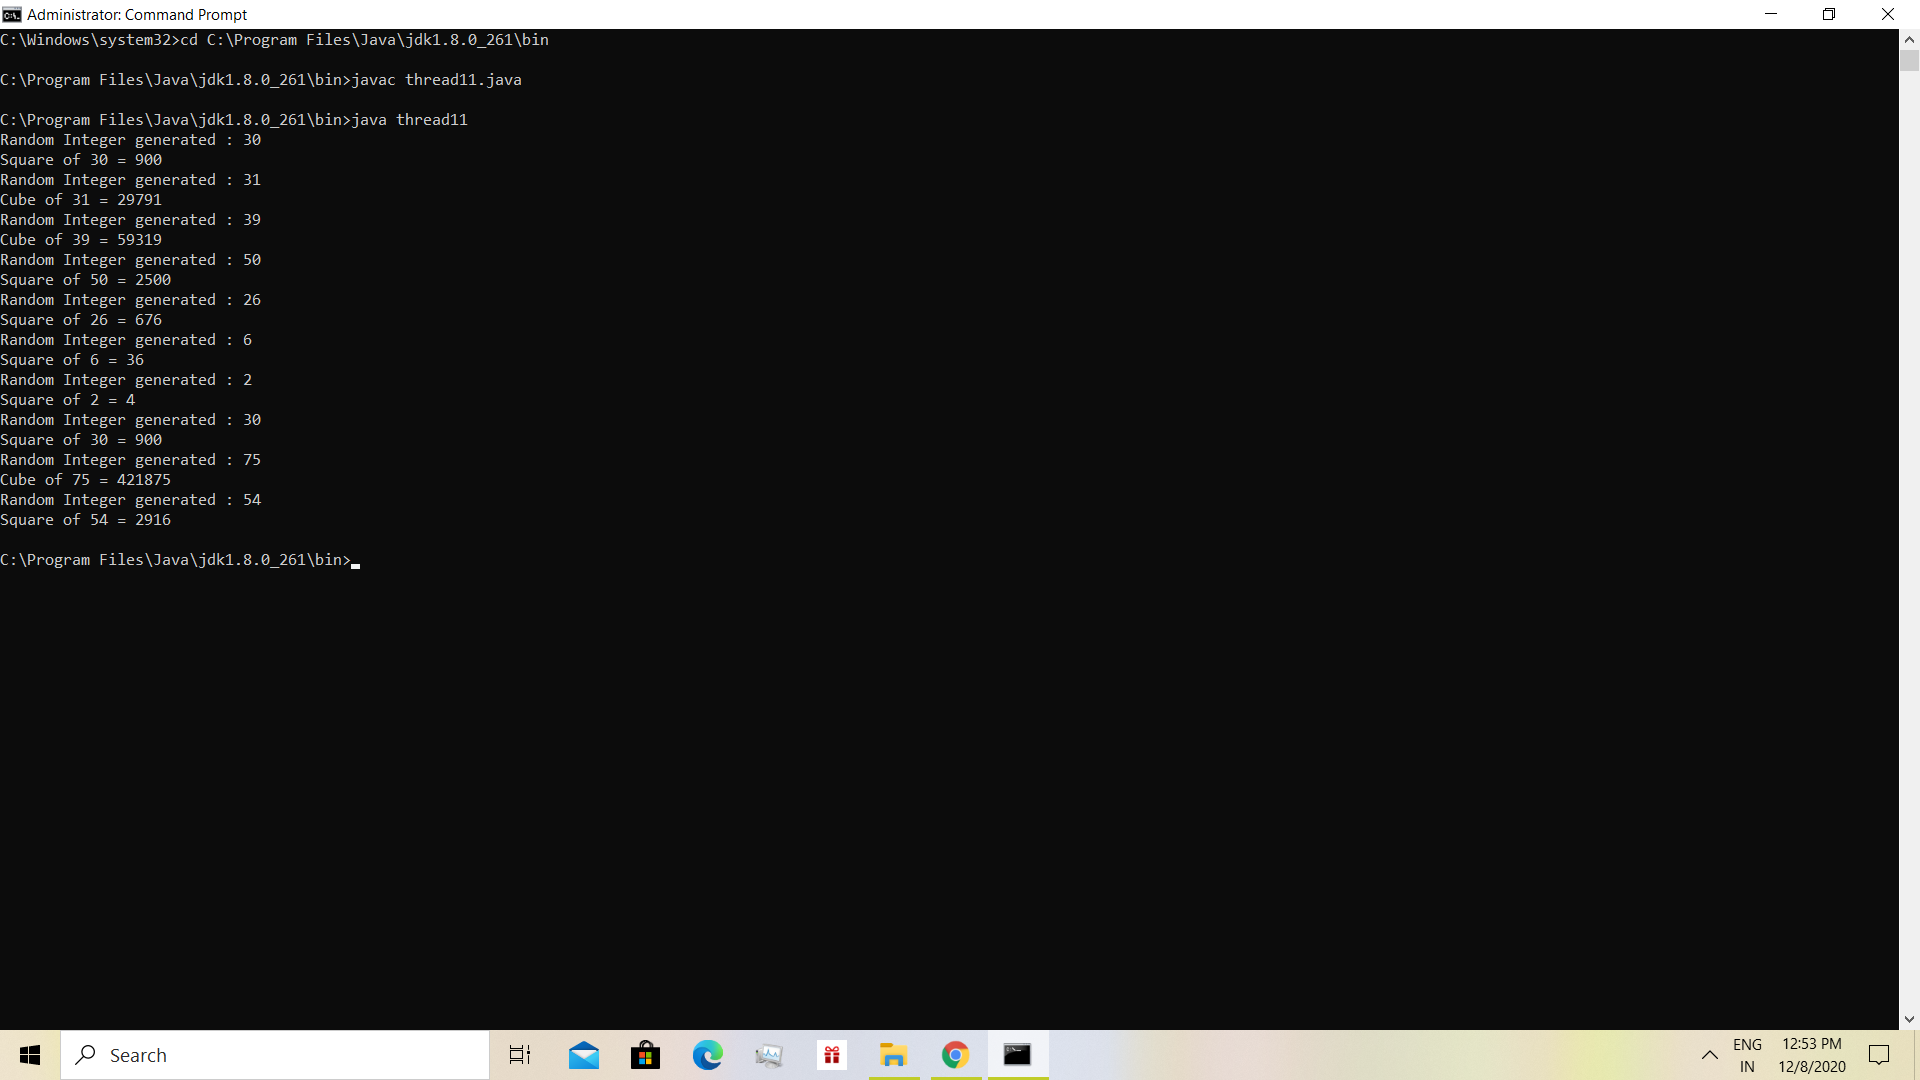 Administrator: Command Prompt
C:\Windows\system32>cd C:\Program Files\Java\jdk1.8.0_261\bin
C:\Program Files\Java\jdk1.8.0_261\bin>javac thread11.java
C:\Program Files\Java\jdk1.8.0_261\bin>java thread11
Random Integer generated : 30
Square of 30 = 900
Random Integer generated : 31
Cube of 31 = 29791
Random Integer generated : 39
Cube of 39 = 59319
Random Integer generated : 50
Square of 50 = 2500
Random Integer generated : 26
Square of 26 = 676
Random Integer generated : 6
Square of 6 = 36
Random Integer generated : 2
Square of 2 = 4
Random Integer generated : 30
Square of 30 = 900
Random Integer generated : 75
Cube of 75 = 421875
Random Integer generated : 54
Square of 54 = 2916
C:\Program Files\Java\jdk1.8.0_261\bin>
Search
ENG
IN
12:53 PM
12/8/2020